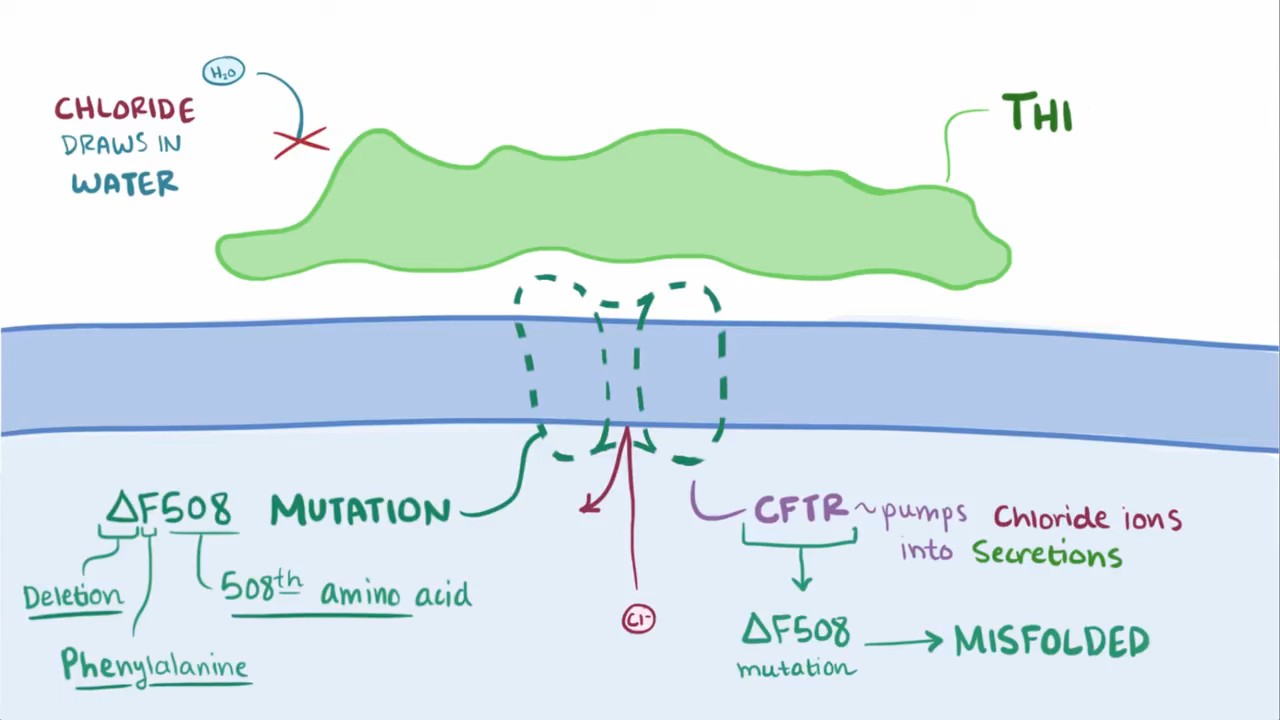 H₂O
CHLORIDE
DRAWS IN
WATER
THI
ΔF508 MUTATION
Deletion
508th amino acid
Phenylalanine
Cl-
CFTR ~ pumps Chloride ions
into Secretions
ΔF508 → MISFOLDED
mutation